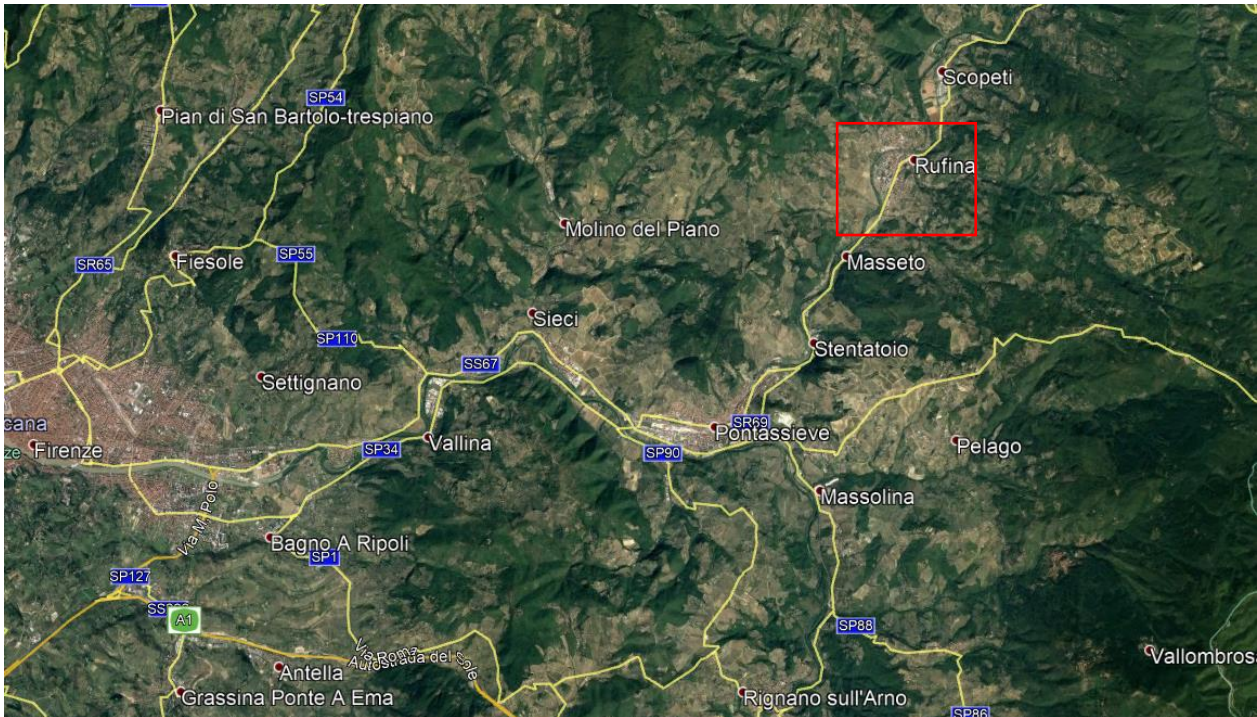 Scopeti
SP54
Pian di San Bartolo-trespiano
Rufina
Molino del Piano
Fiesole
SP55
SR65
Masseto
Sieci
SP110
Stentatoio
SS67
Settignano
cana
SR69
Pontassieve
Firenze
ze
SP34
Vallina
SP90
Pelago
Massolina
Via M. Polo
Bagno A Ripoli
SP1
SP127
A1
SP88
Via Roma
Autostrada del Sole
Vallombrosa
Antella
Grassina Ponte A Ema
Rignano sull'Arno
SP86